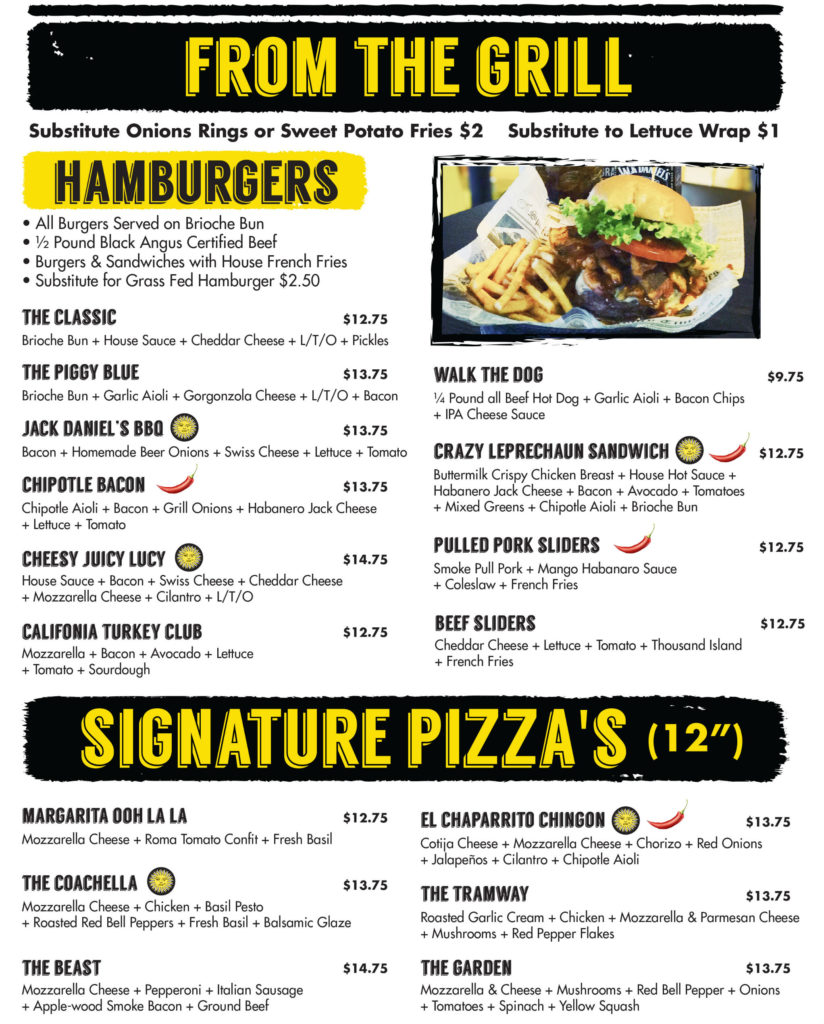 FROM THE GRILL
Substitute Onions Rings or Sweet Potato Fries $2 Substitute to Lettuce Wrap $1
HAMBURGERS
• All Burgers Served on Brioche Bun
• ½ Pound Black Angus Certified Beef
• Burgers & Sandwiches with House French Fries
• Substitute for Grass Fed Hamburger $2.50
THE CLASSIC $12.75
Brioche Bun + House Sauce + Cheddar Cheese + L/T/O + Pickles
THE PIGGY BLUE $13.75
Brioche Bun + Garlic Aioli + Gorgonzola Cheese + L/T/O + Bacon
JACK DANIEL'S BBQ $13.75
Bacon + Homemade Beer Onions + Swiss Cheese + Lettuce + Tomato
CHIPOTLE BACON $13.75
Chipotle Aioli + Bacon + Grill Onions + Habanero Jack Cheese
+ Lettuce + Tomato
CHEESY JUICY LUCY $14.75
House Sauce + Bacon + Swiss Cheese + Cheddar Cheese
+ Mozzarella Cheese + Cilantro + L/T/O
CALIFONIA TURKEY CLUB $12.75
Mozzarella + Bacon + Avocado + Lettuce
+ Tomato + Sourdough
JACK DANIEL'S
WALK THE DOG $9.75
¼ Pound all Beef Hot Dog + Garlic Aioli + Bacon Chips
+ IPA Cheese Sauce
CRAZY LEPRECHAUN SANDWICH $12.75
Buttermilk Crispy Chicken Breast + House Hot Sauce +
Habanero Jack Cheese + Bacon + Avocado + Tomatoes
+ Mixed Greens + Chipotle Aioli + Brioche Bun
PULLED PORK SLIDERS $12.75
Smoke Pull Pork + Mango Habanaro Sauce
+ Coleslaw + French Fries
BEEF SLIDERS $12.75
Cheddar Cheese + Lettuce + Tomato + Thousand Island
+ French Fries
SIGNATURE PIZZA'S (12")
MARGARITA OOH LA LA $12.75
Mozzarella Cheese + Roma Tomato Confit + Fresh Basil
THE COACHELLA $13.75
Mozzarella Cheese + Chicken + Basil Pesto
+ Roasted Red Bell Peppers + Fresh Basil + Balsamic Glaze
THE BEAST $14.75
Mozzarella Cheese + Pepperoni + Italian Sausage
+ Apple-wood Smoke Bacon + Ground Beef
EL CHAPARRITO CHINGON $13.75
Cotija Cheese + Mozzarella Cheese + Chorizo + Red Onions
+ Jalapeños + Cilantro + Chipotle Aioli
THE TRAMWAY $13.75
Roasted Garlic Cream + Chicken + Mozzarella & Parmesan Cheese
+ Mushrooms + Red Pepper Flakes
THE GARDEN $13.75
Mozzarella & Cheese + Mushrooms + Red Bell Pepper + Onions
+ Tomatoes + Spinach + Yellow Squash